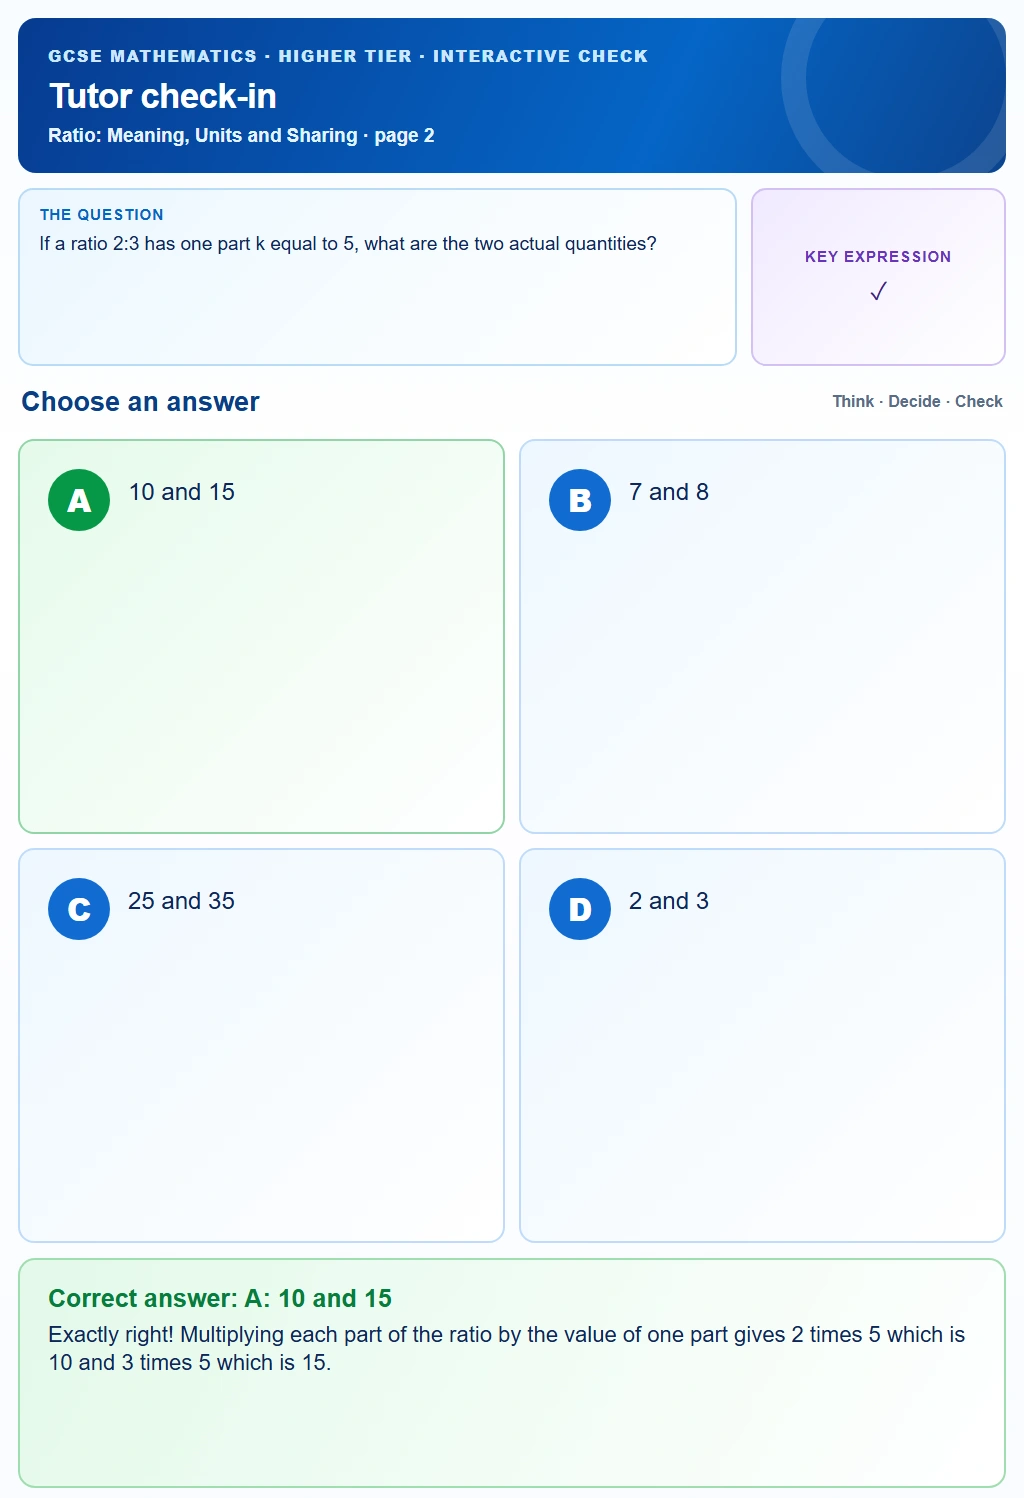 GCSE MATHEMATICS · HIGHER TIER · INTERACTIVE CHECK
Tutor check-in
Ratio: Meaning, Units and Sharing · page 2
THE QUESTION
If a ratio 2:3 has one part k equal to 5, what are the two actual quantities?
KEY EXPRESSION
✓
Choose an answer
Think · Decide · Check
A
10 and 15
B
7 and 8
C
25 and 35
D
2 and 3
Correct answer: A: 10 and 15
Exactly right! Multiplying each part of the ratio by the value of one part gives 2 times 5 which is
10 and 3 times 5 which is 15.